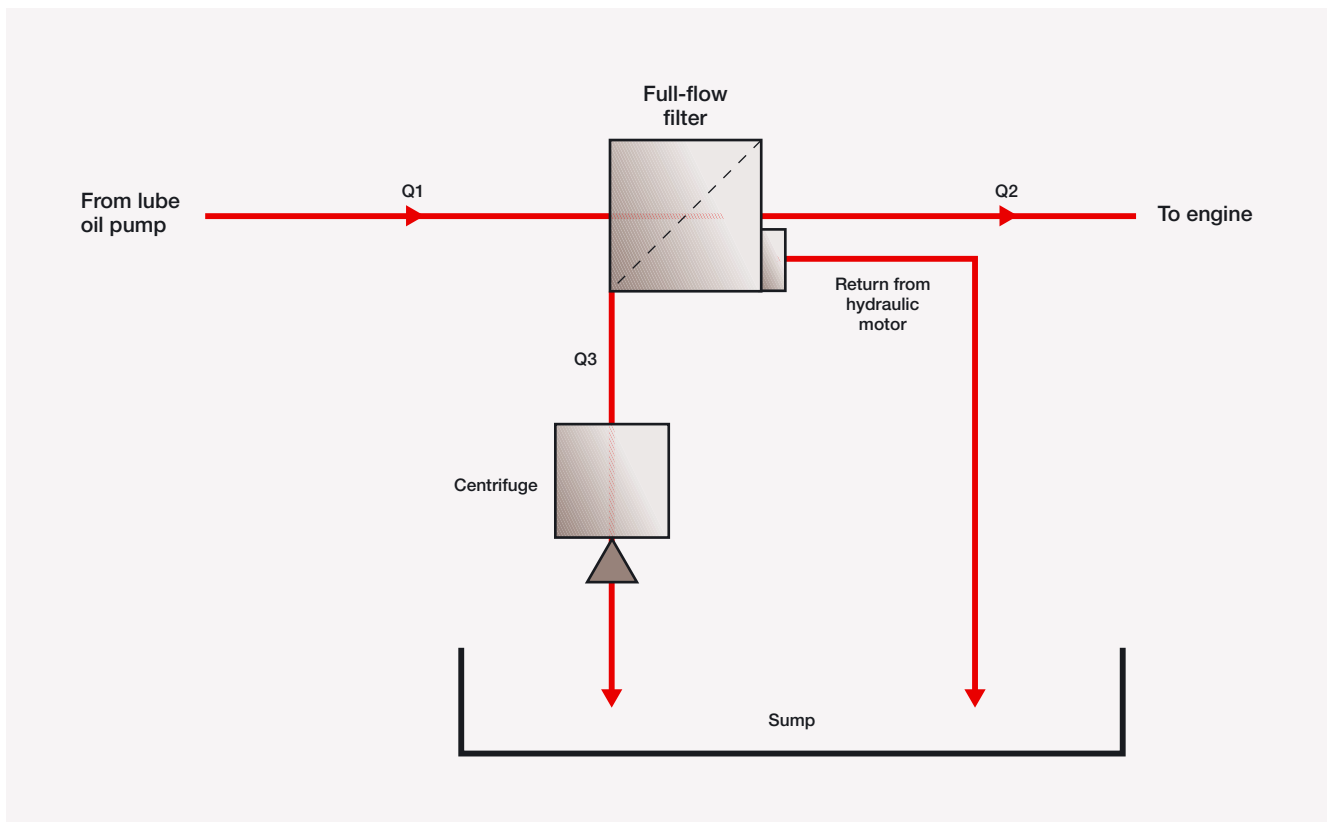 Full-flow
filter
From lube
oil pump
Q1
Q2
To engine
Return from
hydraulic
motor
Q3
Centrifuge
Sump